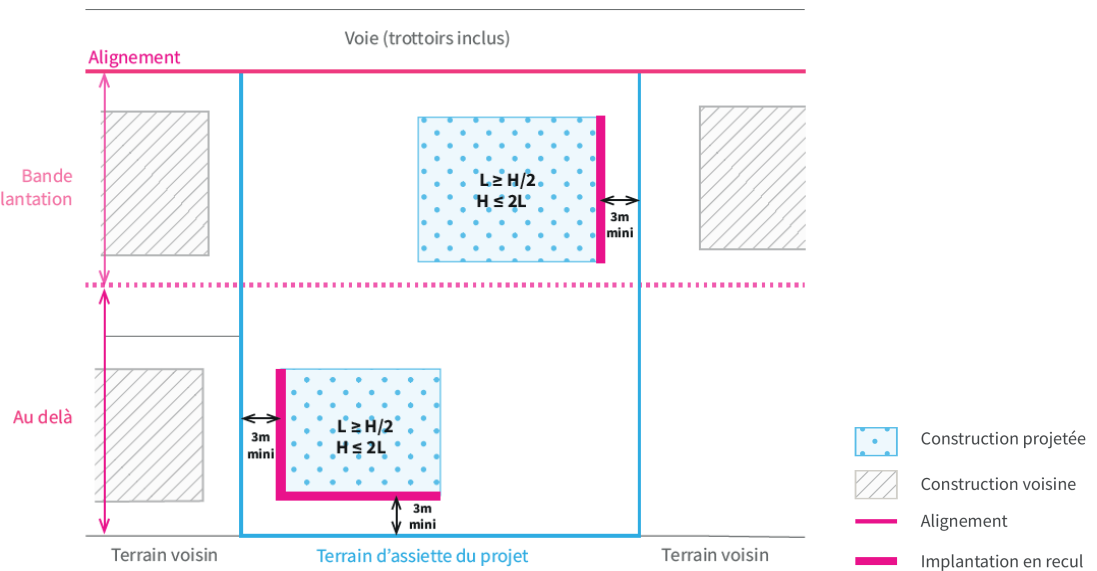 Voie (trottoirs inclus)
Alignement
Bande
lantation
L ≥ H/2
H ≤ 2L
3m
mini
Au delà
L ≥ H/2
H ≤ 2L
3m
mini
3m
mini
Terrain voisin
Terrain d'assiette du projet
Terrain voisin
Construction projetée
Construction voisine
Alignement
Implantation en recul